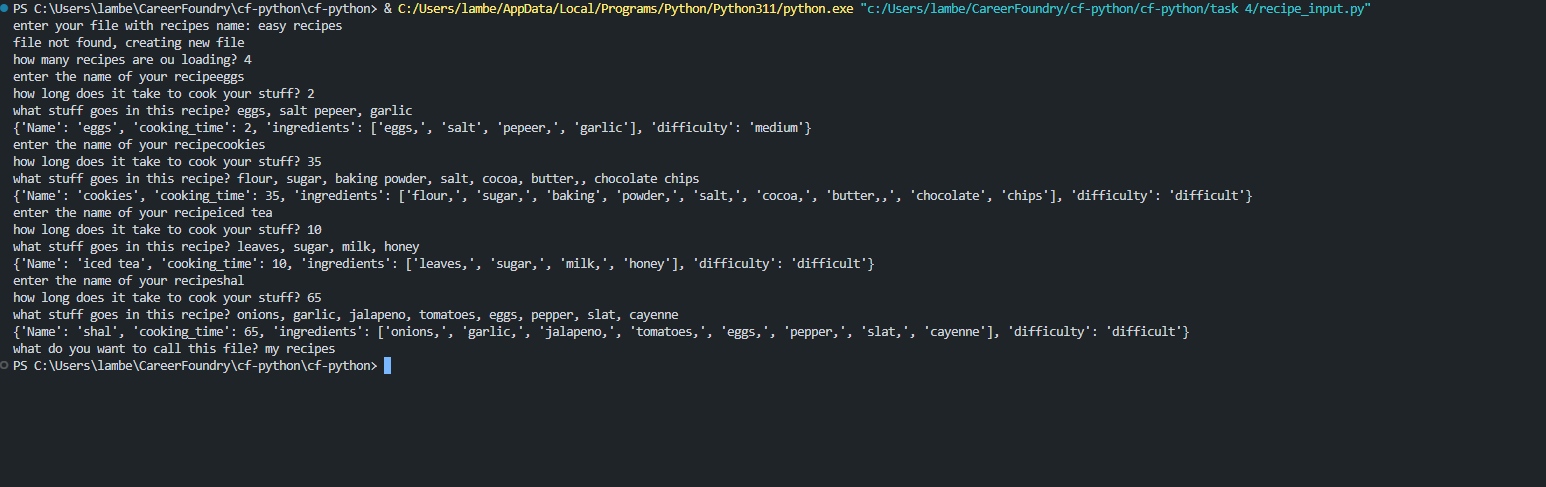 PS C:\Users\lambe\CareerFoundry\cf-python\cf-python> & C:/Users/lambe/AppData/Local/Programs/Python/Python311/python.exe "c:/Users/lambe/CareerFoundry/cf-python/cf-python/task 4/recipe_input.py"
enter your file with recipes name: easy recipes
file not found, creating new file
how many recipes are ou loading? 4
enter the name of your recipeeggs
how long does it take to cook your stuff? 2
what stuff goes in this recipe? eggs, salt pepeer, garlic
{'Name': 'eggs', 'cooking_time': 2, 'ingredients': ['eggs,', 'salt', 'pepeer,', 'garlic'], 'difficulty': 'medium'}
enter the name of your recipecookies
how long does it take to cook your stuff? 35
what stuff goes in this recipe? flour, sugar, baking powder, salt, cocoa, butter,, chocolate chips
{'Name': 'cookies', 'cooking_time': 35, 'ingredients': ['flour,', 'sugar,', 'baking', 'powder,', 'salt,', 'cocoa,', 'butter,,', 'chocolate', 'chips'], 'difficulty': 'difficult'}
enter the name of your recipeiced tea
how long does it take to cook your stuff? 10
what stuff goes in this recipe? leaves, sugar, milk, honey
{'Name': 'iced tea', 'cooking_time': 10, 'ingredients': ['leaves,', 'sugar,', 'milk,', 'honey'], 'difficulty': 'difficult'}
enter the name of your recipeshal
how long does it take to cook your stuff? 65
what stuff goes in this recipe? onions, garlic, jalapeno, tomatoes, eggs, pepper, slat, cayenne
{'Name': 'shal', 'cooking_time': 65, 'ingredients': ['onions,', 'garlic,', 'jalapeno,', 'tomatoes,', 'eggs,', 'pepper,', 'slat,', 'cayenne'], 'difficulty': 'difficult'}
what do you want to call this file? my recipes
PS C:\Users\lambe\CareerFoundry\cf-python\cf-python>